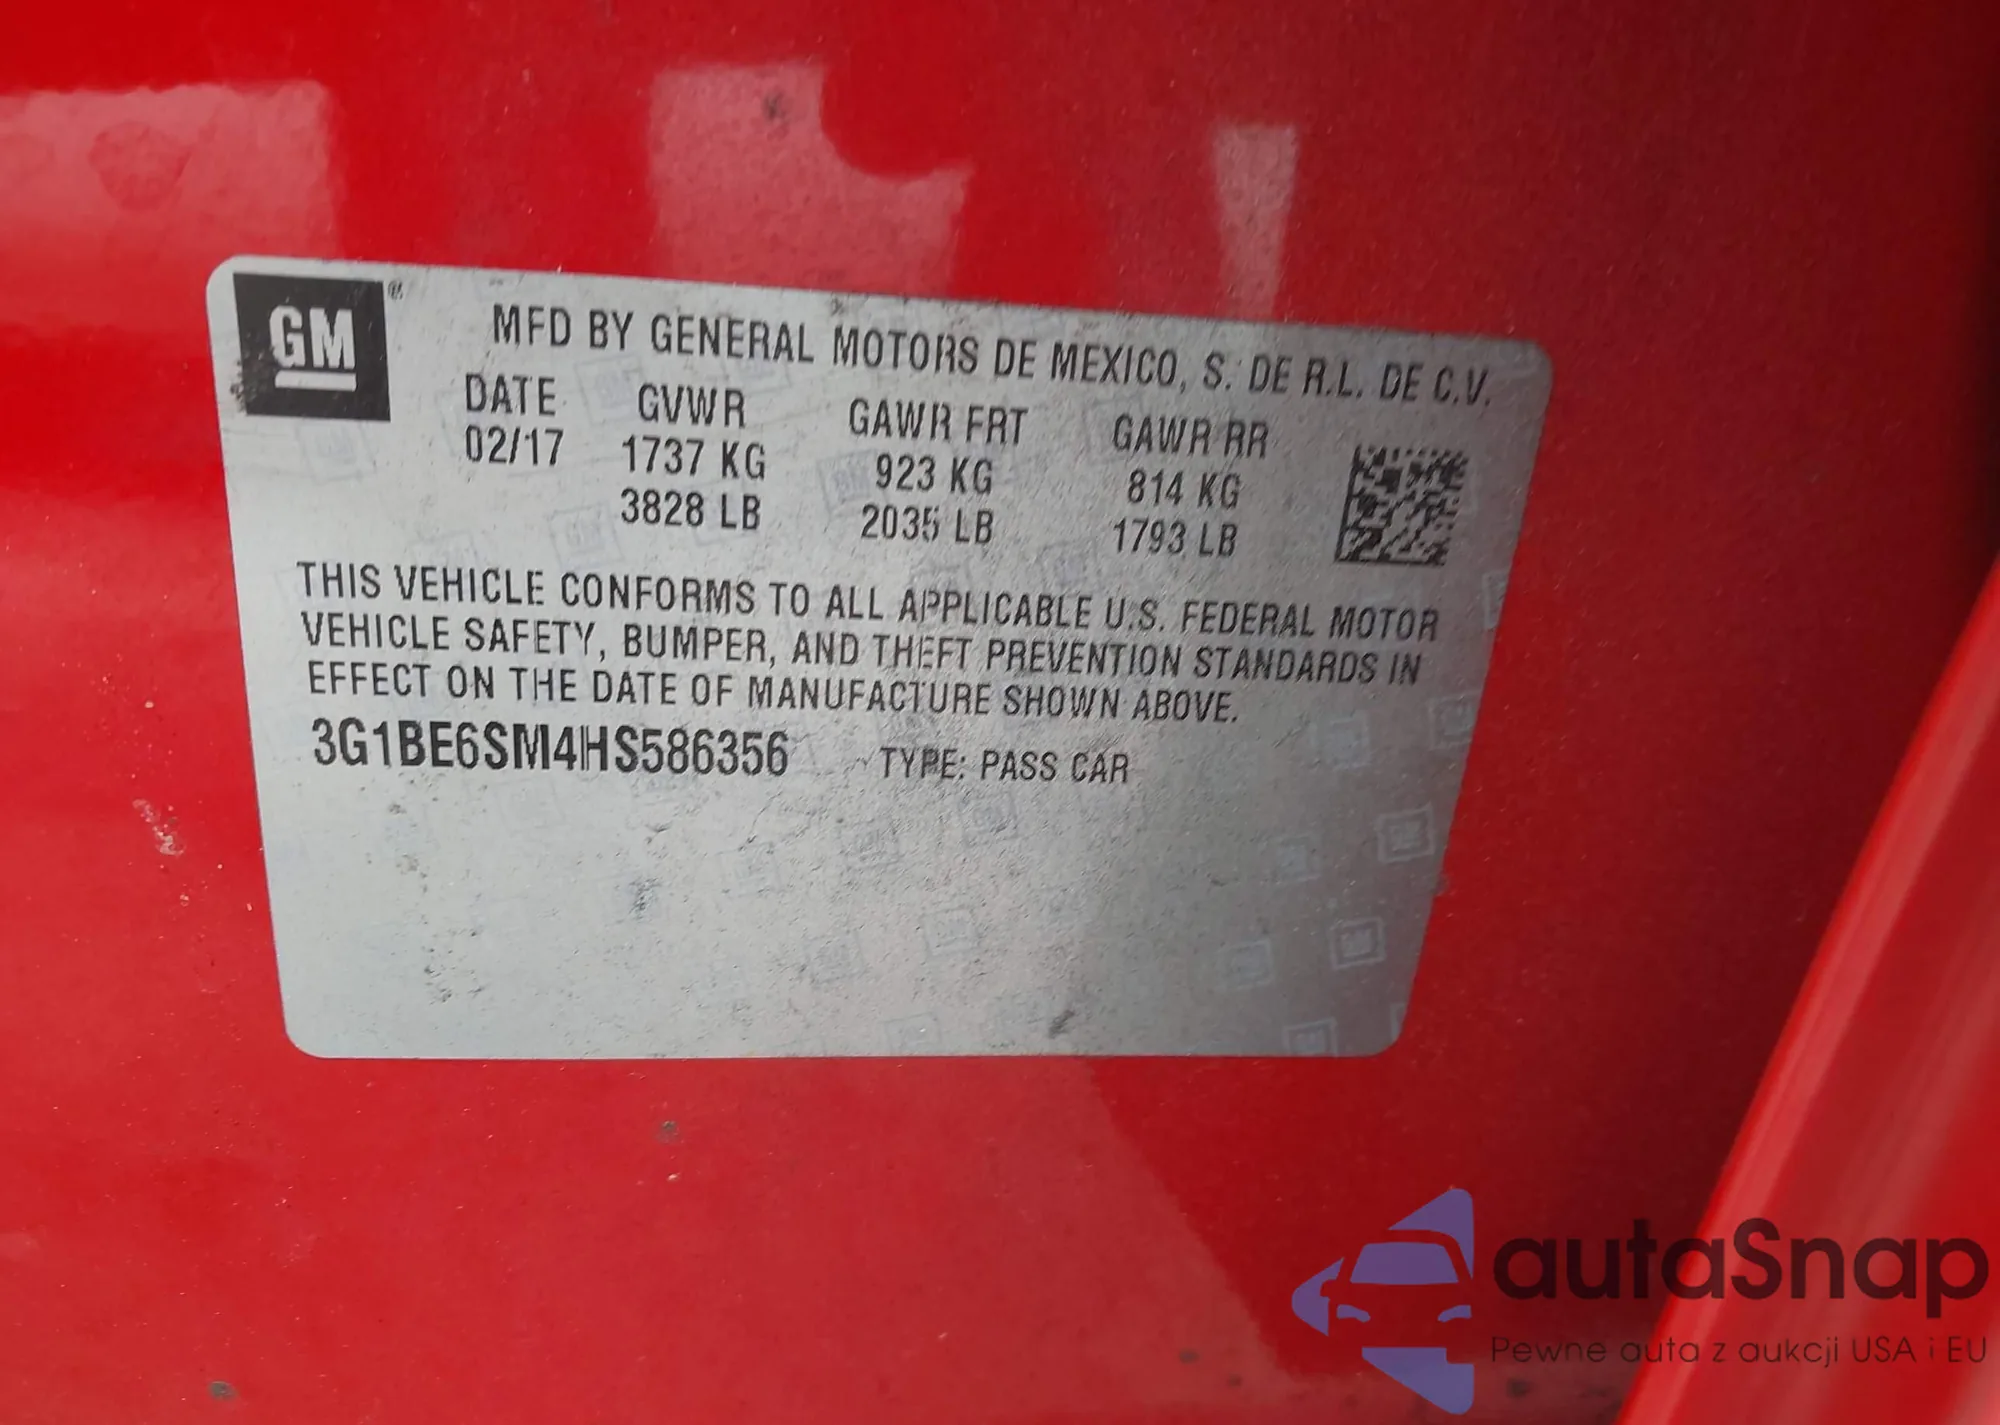 GM®
MFD BY GENERAL MOTORS DE MEXICO, S. DE R.L. DE C.V.
DATE GVWR GAWR FRT GAWR RR
02/17 1737 KG 923 KG 814 KG
3828 LB 2035 LB 1793 LB
THIS VEHICLE CONFORMS TO ALL APPLICABLE U.S. FEDERAL MOTOR
VEHICLE SAFETY, BUMPER, AND THEFT PREVENTION STANDARDS IN
EFFECT ON THE DATE OF MANUFACTURE SHOWN ABOVE.
3G1BE6SM4HS586356 TYPE: PASS CAR
autaSnap
Pewne auta z aukcji USA i EU